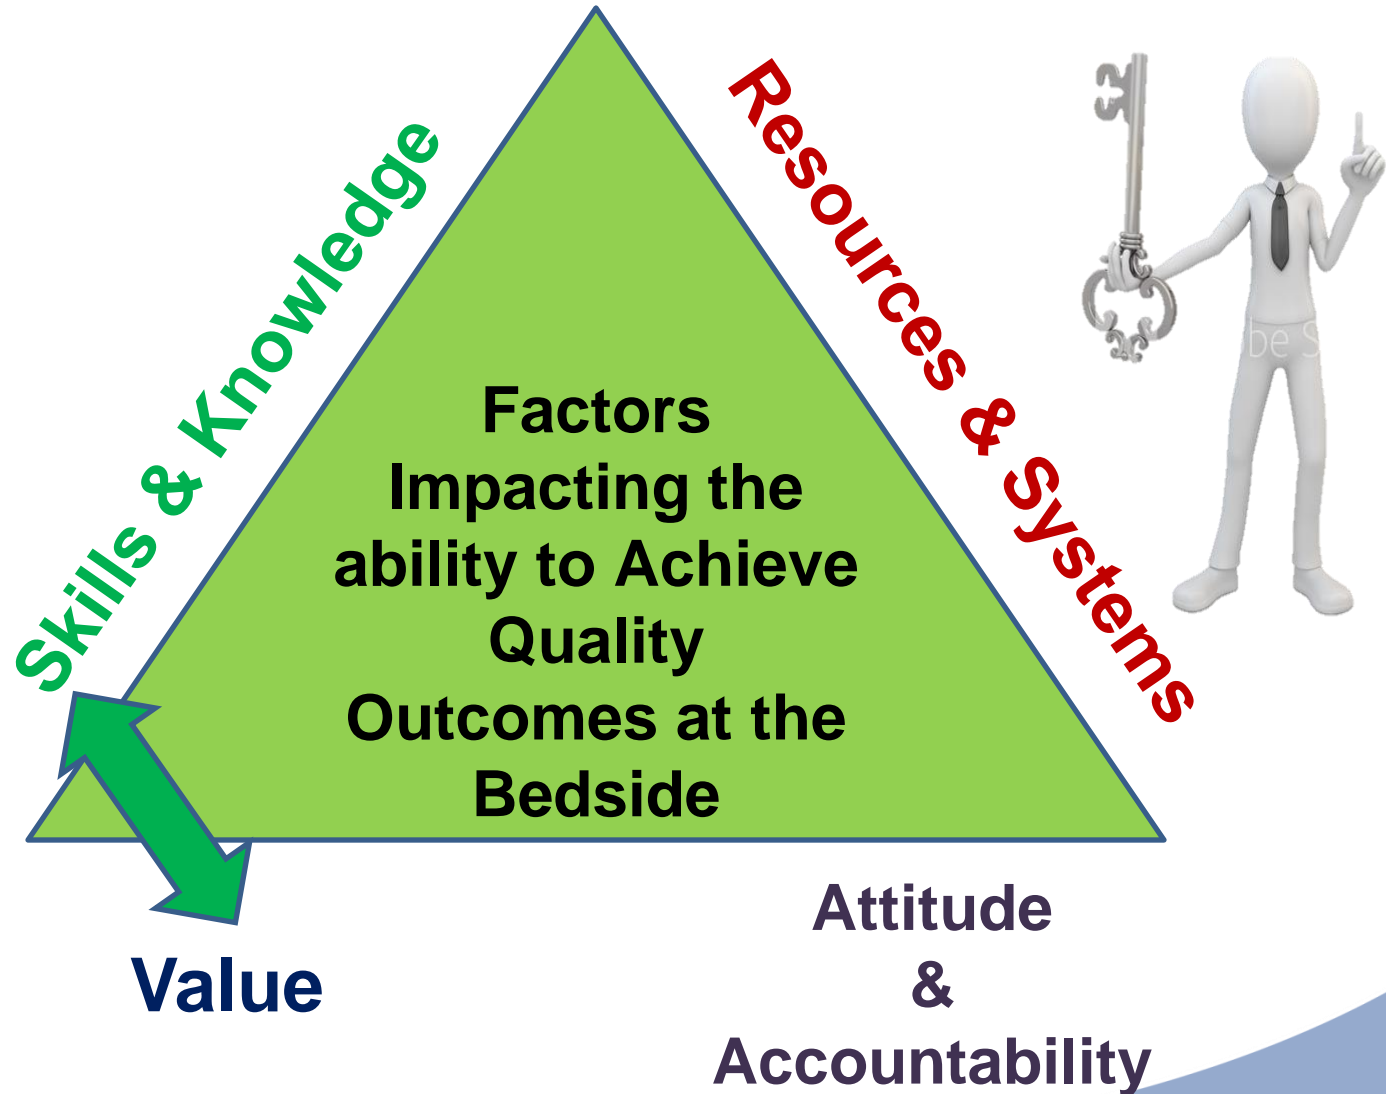 Skills & Knowledge
Resources & Systems
Factors
Impacting the
ability to Achieve
Quality
Outcomes at the
Bedside
Value
Attitude
&
Accountability